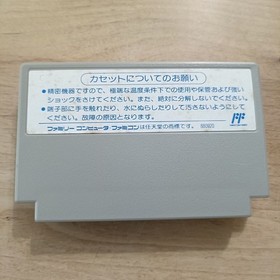 カセットについてのお願い
●精密機器ですので、極端な温度条件下での使用や保管および強い
ショックをさけてください。また、絶対に分解しないでください。
●端子部に手を触れたり、水にぬらしたりして汚さないようにして
ください。故障の原因となります。
ファミリーコンピュータ・ファミコンは任天堂の商標です。